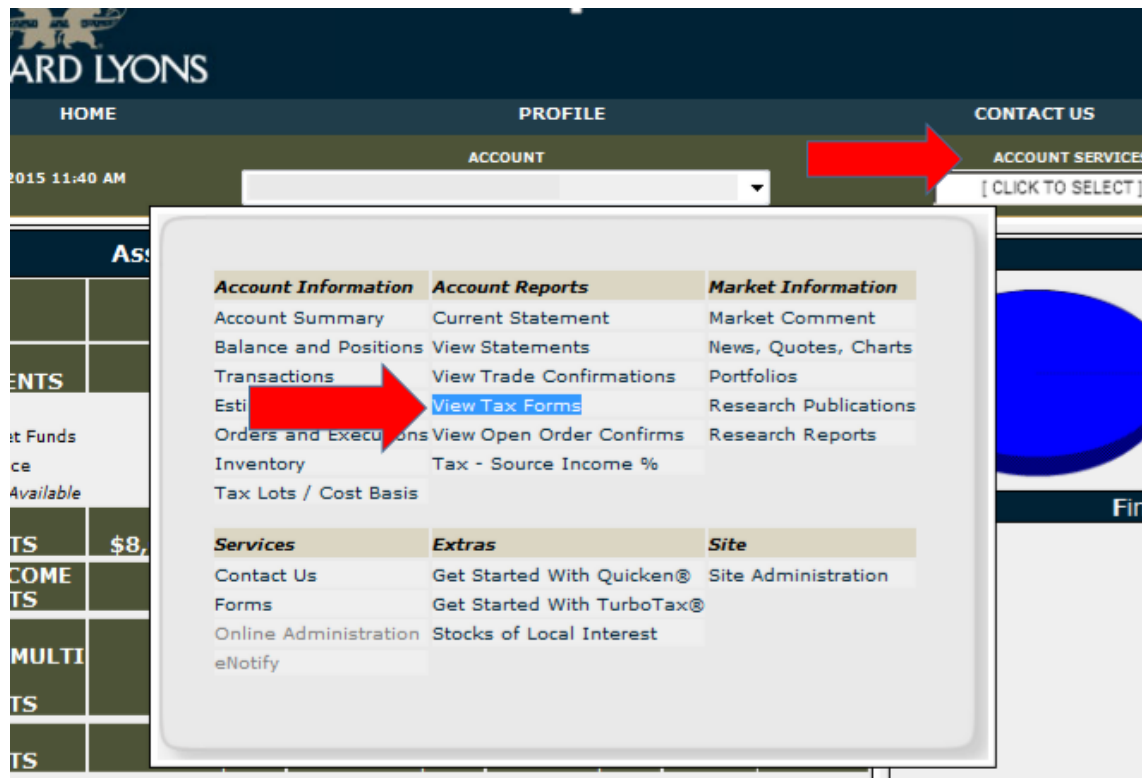 ARD LYONS
HOME PROFILE CONTACT US
ACCOUNT ACCOUNT SERVICES
2015 11:40 AM [ CLICK TO SELECT ]
Ass
Account Information Account Reports Market Information
Account Summary Current Statement Market Comment
Balance and Positions View Statements News, Quotes, Charts
Transactions View Trade Confirmations Portfolios
ENTS
Esti View Tax Forms Research Publications
et Funds Orders and Executions View Open Order Confirms Research Reports
ce Inventory Tax - Source Income %
Available Tax Lots / Cost Basis
Fin
TS $8, Services Extras Site
COME Contact Us Get Started With Quicken® Site Administration
TS Forms Get Started With TurboTax®
Online Administration Stocks of Local Interest
MULTI eNotify
TS
TS